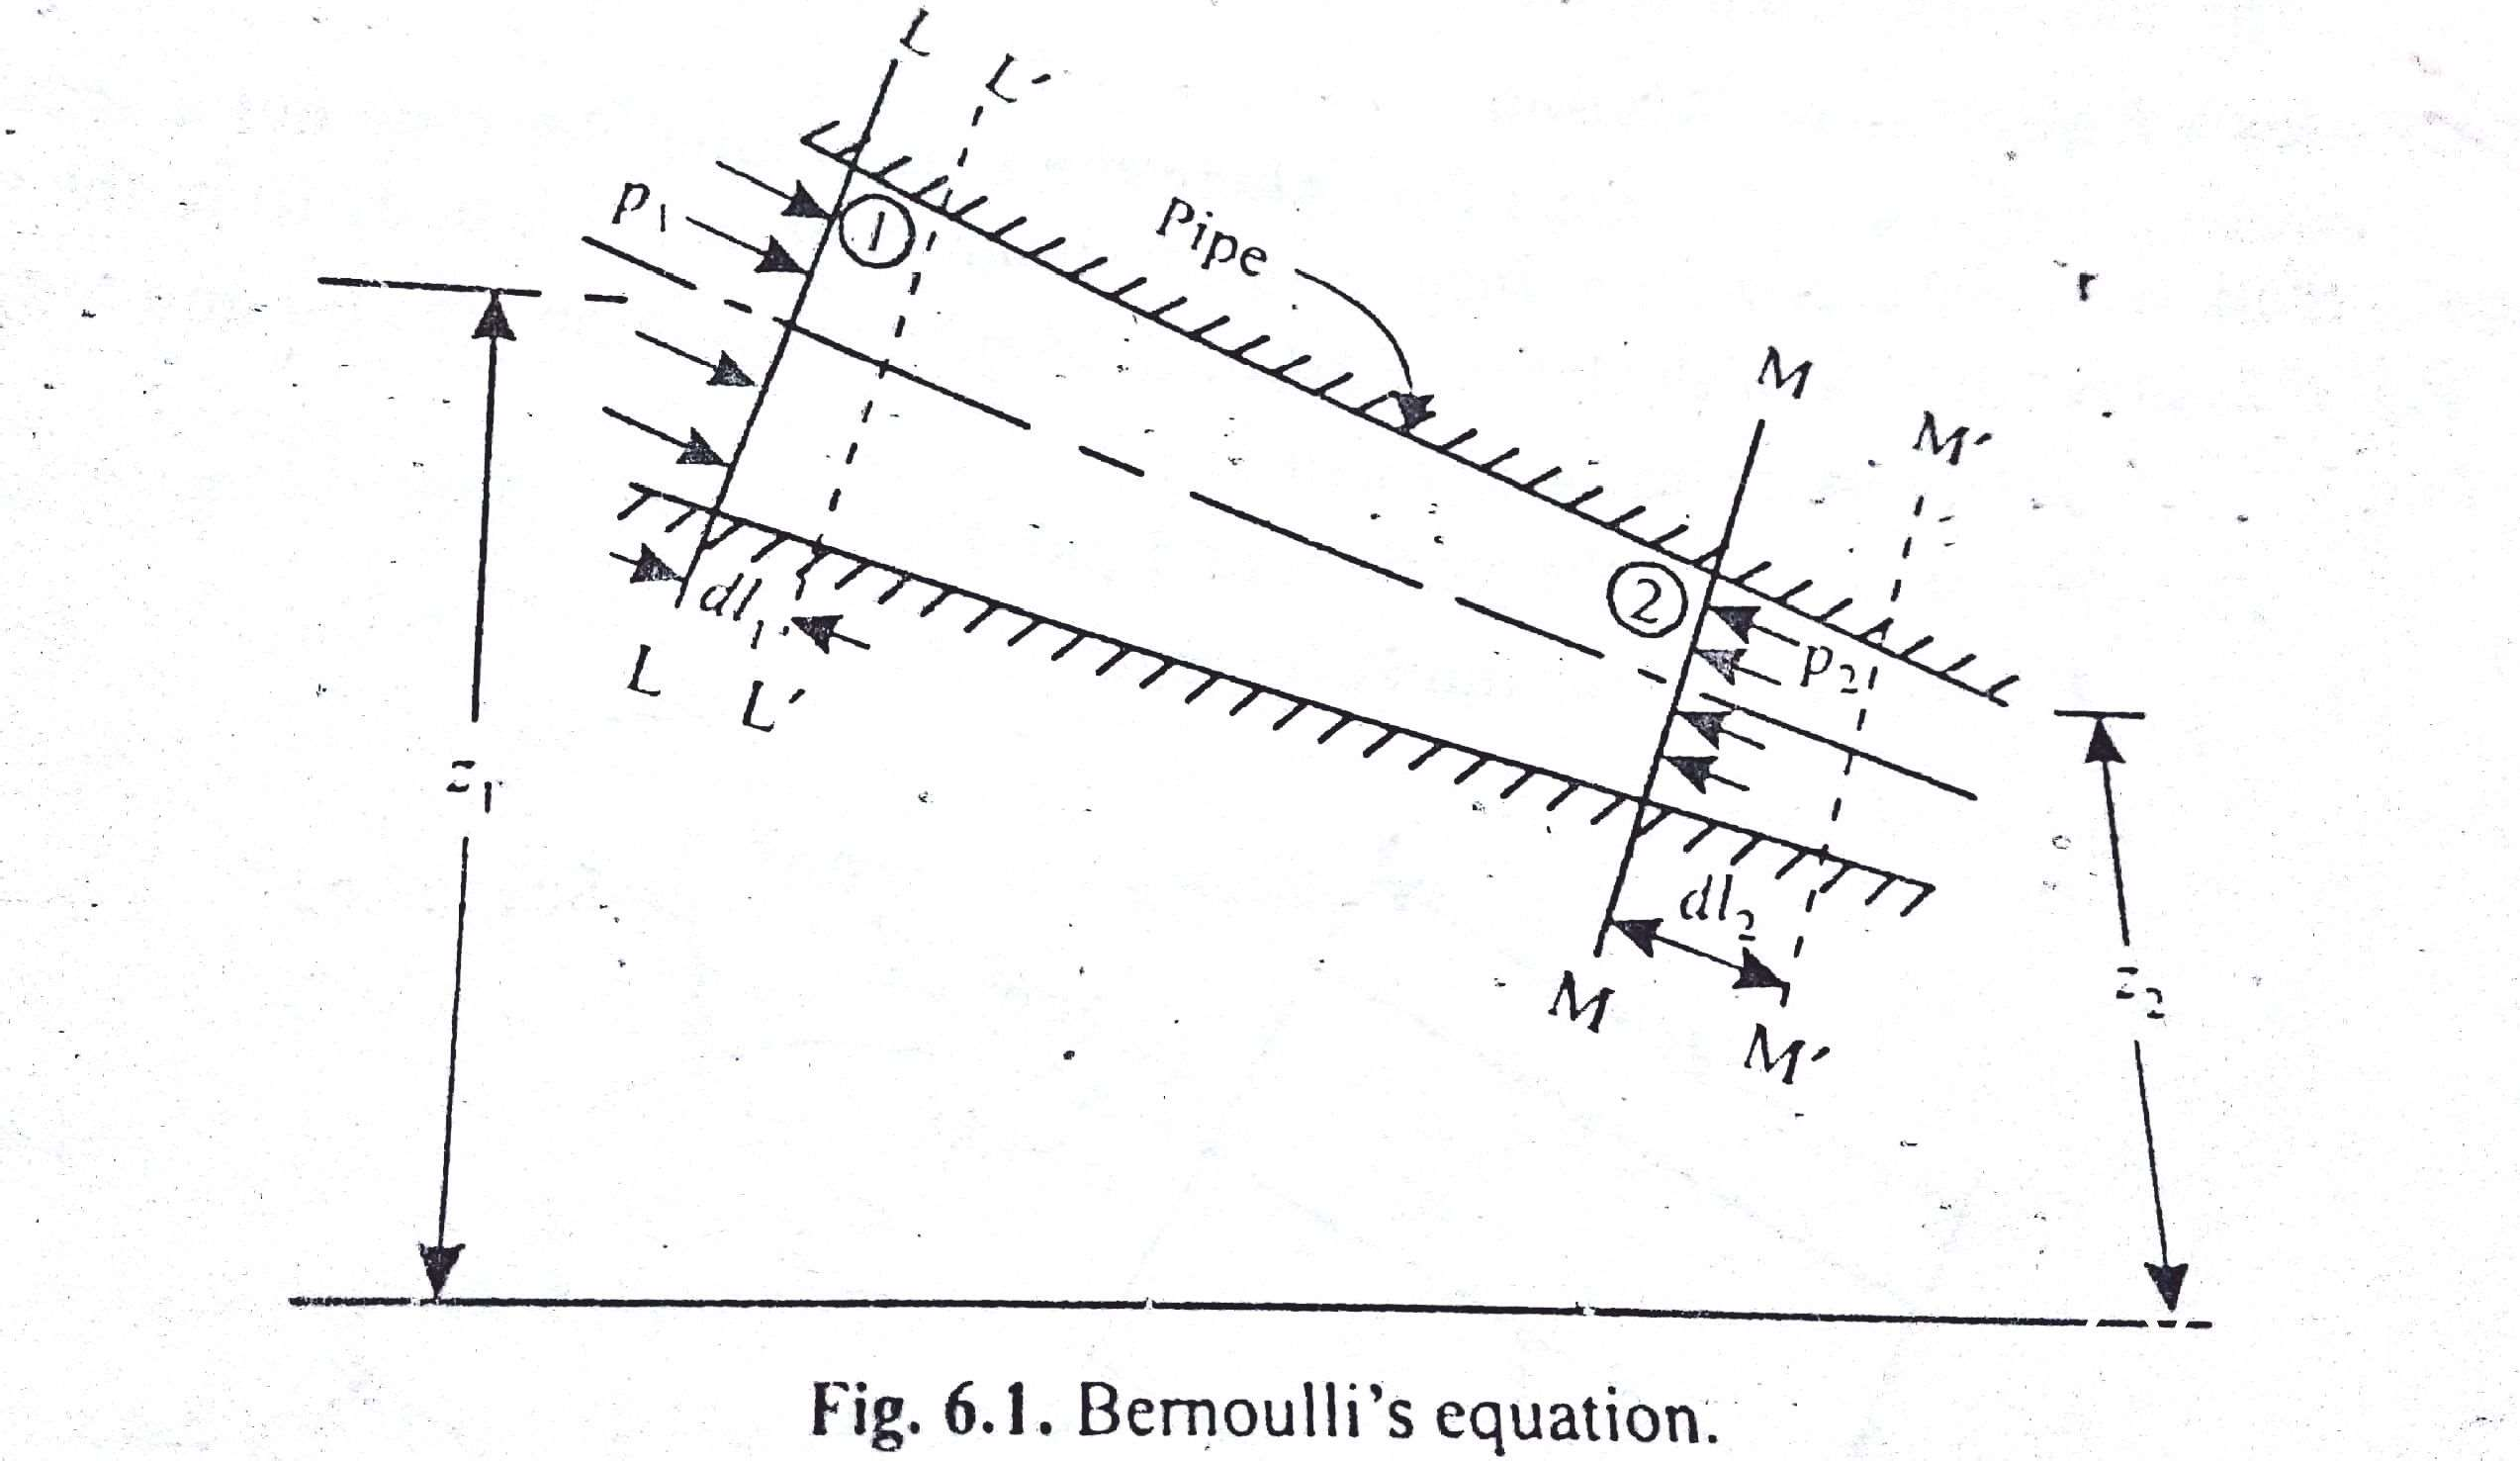 L
L′
p₁
①
Pipe
M
M′
②
p₂
dl₁
L
L′
z₁
dl₂
z₂
M
M′
Fig. 6.1. Bernoulli's equation.